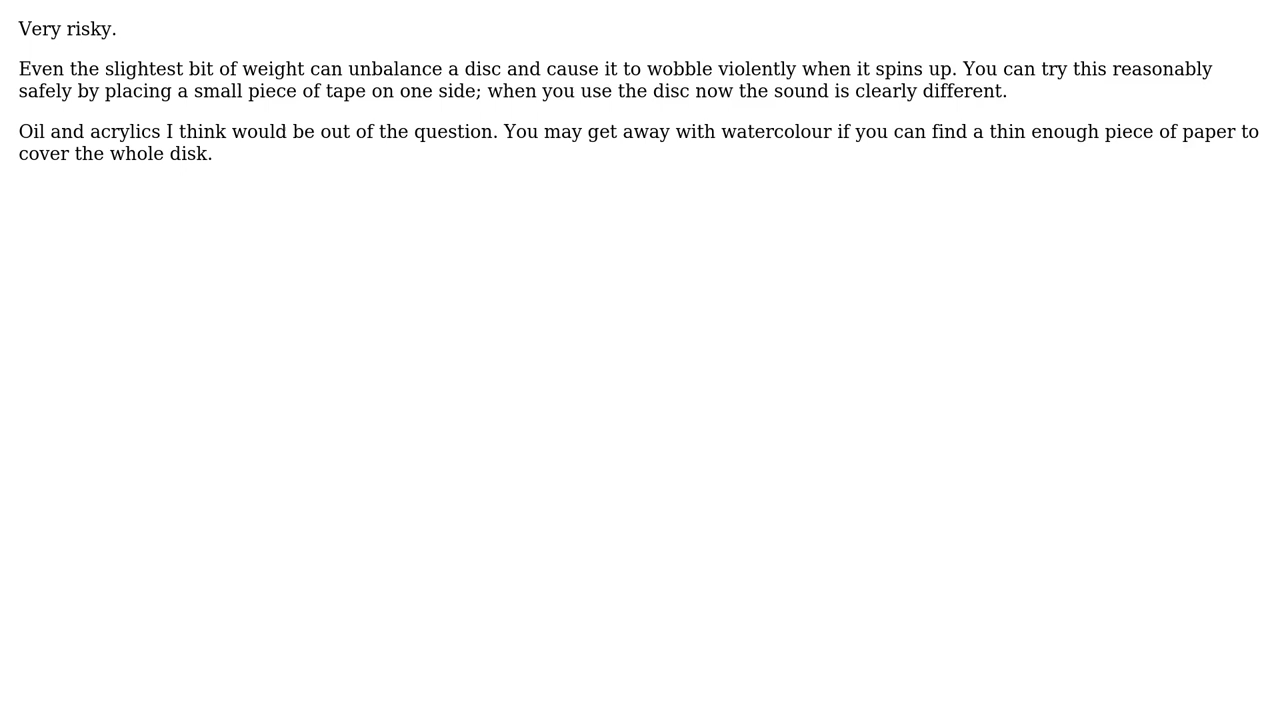 Very risky.
Even the slightest bit of weight can unbalance a disc and cause it to wobble violently when it spins up. You can try this reasonably
safely by placing a small piece of tape on one side; when you use the disc now the sound is clearly different.
Oil and acrylics I think would be out of the question. You may get away with watercolour if you can find a thin enough piece of paper to
cover the whole disk.